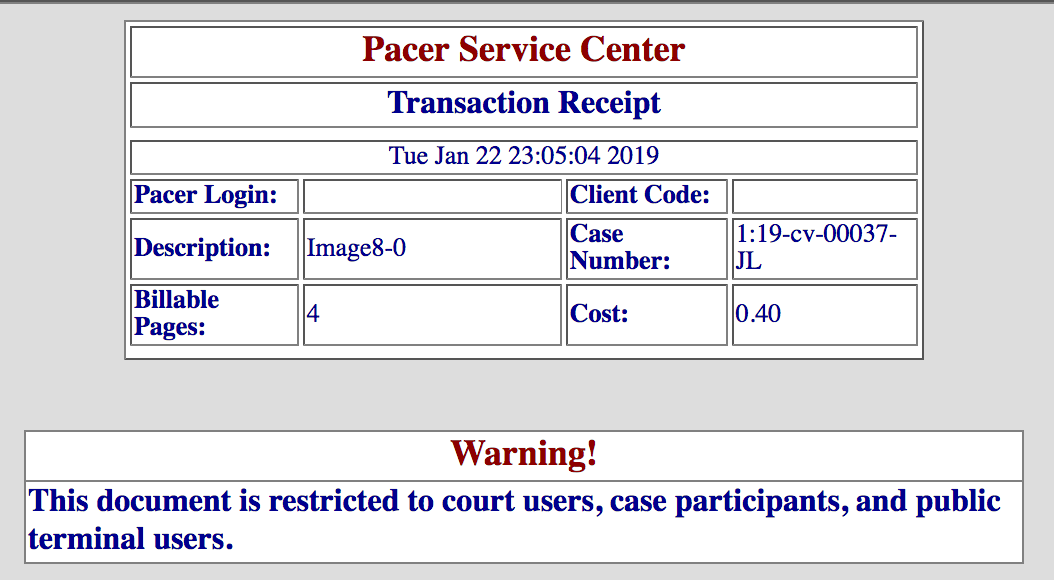 Pacer Service Center
Transaction Receipt
Tue Jan 22 23:05:04 2019
Pacer Login: Client Code:
Description: Image8-0 Case Number: 1:19-cv-00037-JL
Billable Pages: 4 Cost: 0.40
Warning!
This document is restricted to court users, case participants, and public
terminal users.